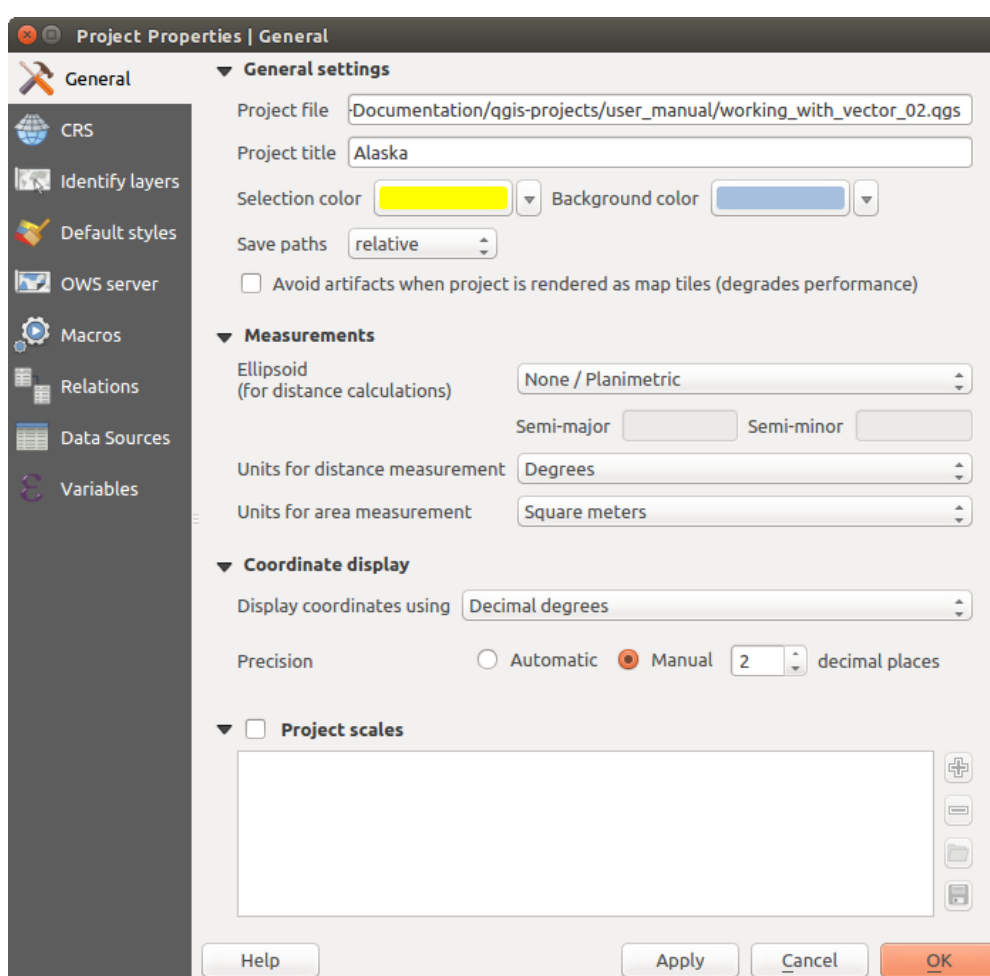 Project Properties | General
General
CRS
Identify layers
Default styles
OWS server
Macros
Relations
Data Sources
Variables
General settings
Project file -Documentation/qgis-projects/user_manual/working_with_vector_02.qgs
Project title Alaska
Selection color Background color
Save paths relative
Avoid artifacts when project is rendered as map tiles (degrades performance)
Measurements
Ellipsoid
(for distance calculations) None / Planimetric
Semi-major Semi-minor
Units for distance measurement Degrees
Units for area measurement Square meters
Coordinate display
Display coordinates using Decimal degrees
Precision Automatic Manual 2 decimal places
Project scales
Help Apply Cancel OK